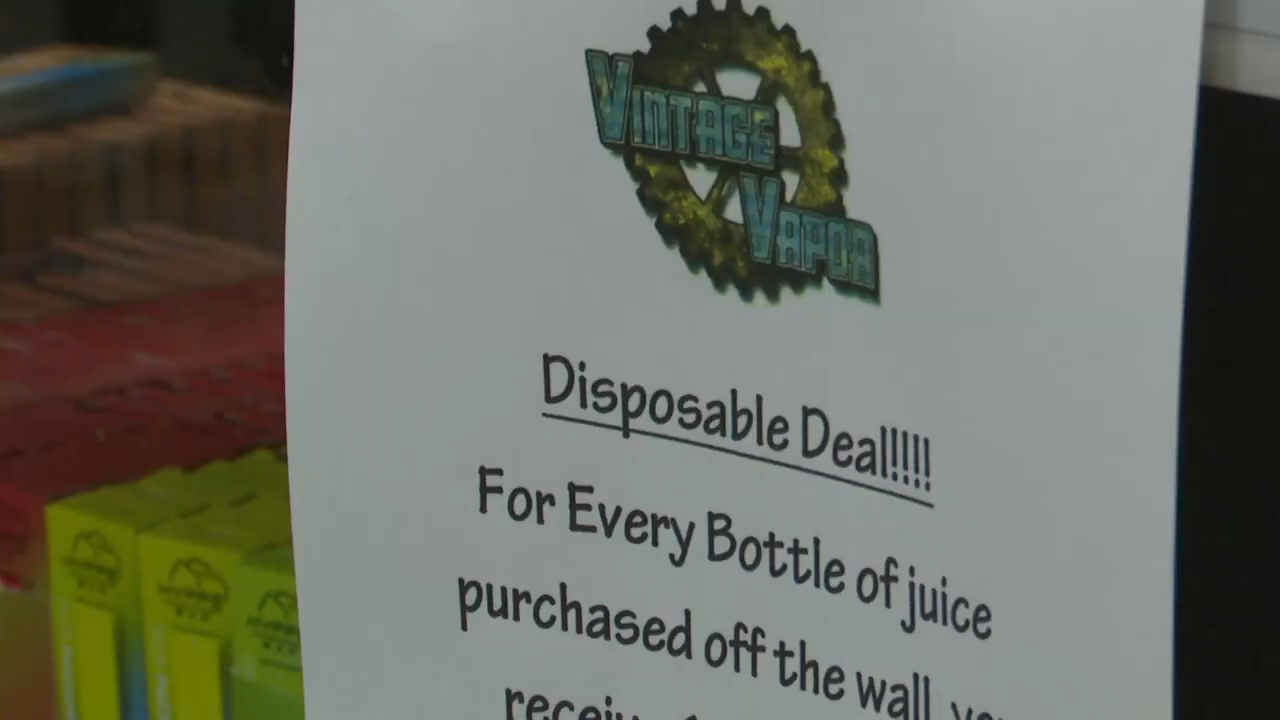 VINTAGE
VAPOR
Disposable Deal!!!!
For Every Bottle of juice
purchased off the wall